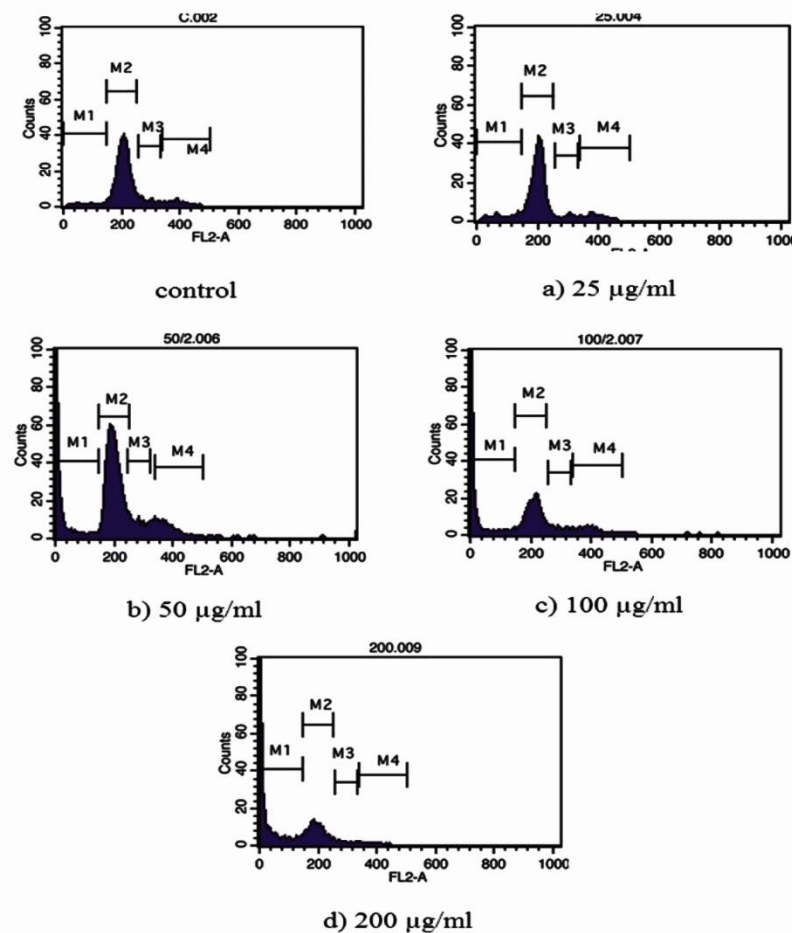 C.002
100
80
60
40
20
0
Counts
M1
M2
M3
M4
0 200 400 600 800 1000
FL2-A
control
25.004
100
80
60
40
20
0
Counts
M1
M2
M3
M4
0 200 400 600 800 1000
a) 25 µg/ml
50/2.006
100
80
60
40
20
0
Counts
M1
M2
M3
M4
0 200 400 600 800 1000
FL2-A
b) 50 µg/ml
100/2.007
100
80
60
40
20
0
Counts
M1
M2
M3
M4
0 200 400 600 800 1000
FL2-A
c) 100 µg/ml
200.009
100
80
60
40
20
0
Counts
M1
M2
M3
M4
0 200 400 600 800 1000
FL2-A
d) 200 µg/ml